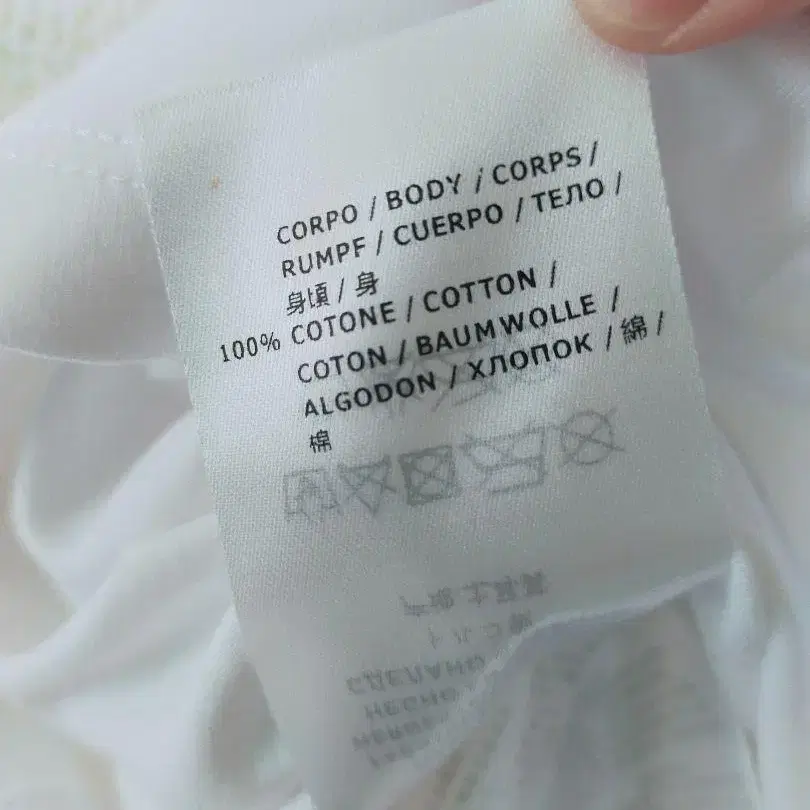 CORPO / BODY / CORPS /
RUMPF / CUERPO / ТЕЛО /
身頃 / 身
100% COTONE / COTTON /
COTON / BAUMWOLLE /
ALGODON / ХЛОПОК / 綿 /
棉